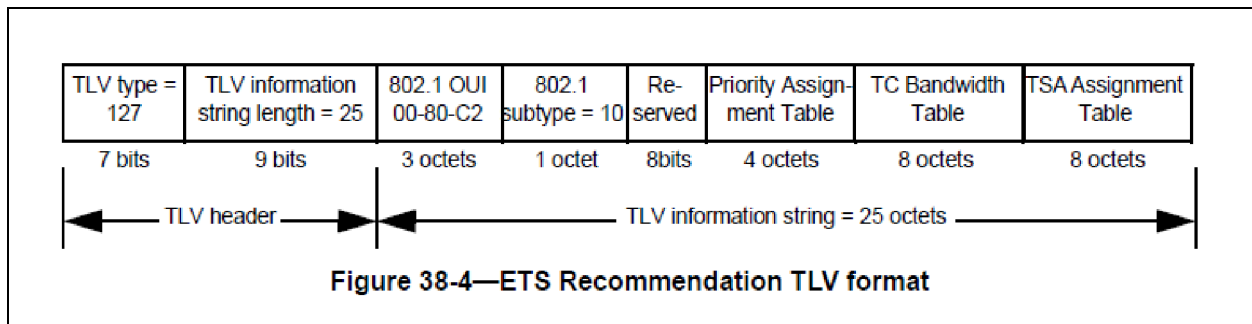 TLV type = 127
TLV information string length = 25
802.1 OUI 00-80-C2
802.1 subtype = 10
Re-served
Priority Assign-ment Table
TC Bandwidth Table
TSA Assignment Table
7 bits
9 bits
3 octets
1 octet
8bits
4 octets
8 octets
8 octets
TLV header
TLV information string = 25 octets
Figure 38-4—ETS Recommendation TLV format